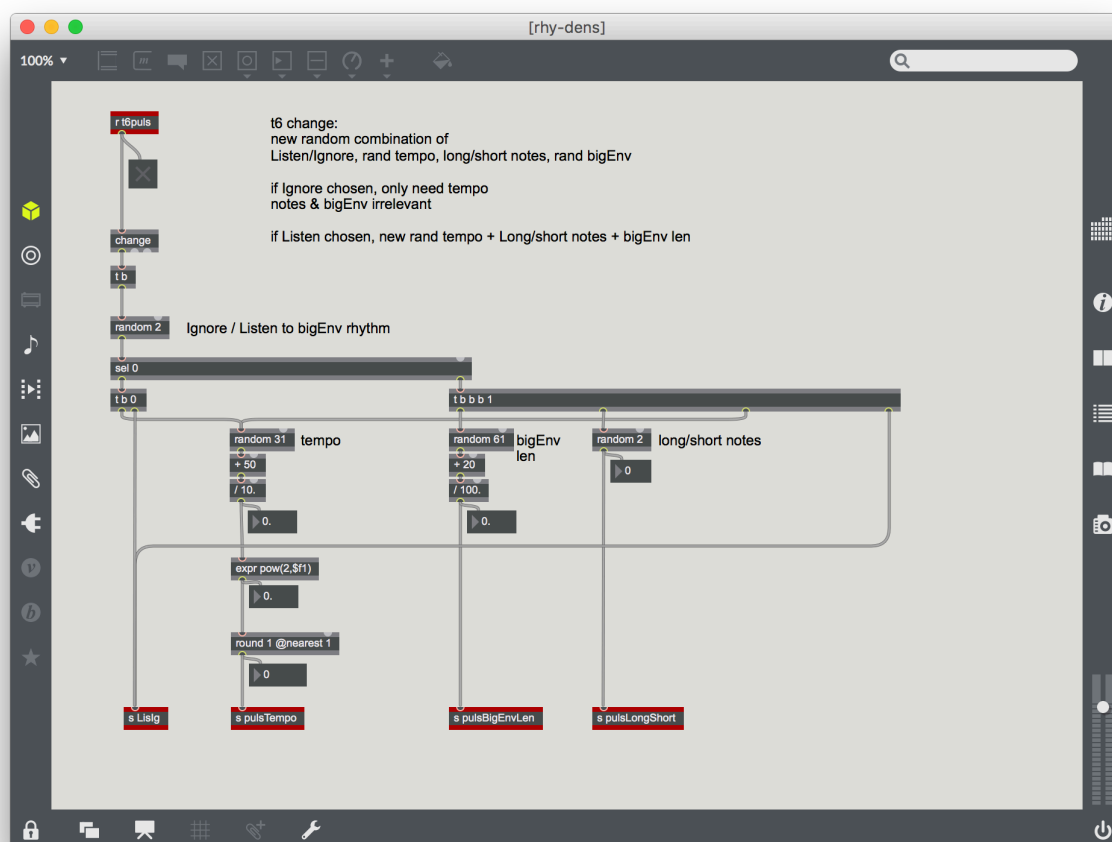 [rhy-dens]
100%
r t6puls
t6 change:
new random combination of
Listen/Ignore, rand tempo, long/short notes, rand bigEnv
if Ignore chosen, only need tempo
notes & bigEnv irrelevant
change
if Listen chosen, new rand tempo + Long/short notes + bigEnv len
t b
random 2
Ignore / Listen to bigEnv rhythm
sel 0
t b 0
t b b b 1
random 31
tempo
random 61
bigEnv
len
random 2
long/short notes
+ 50
+ 20
0
/ 10.
/ 100.
0.
0.
expr pow(2,$f1)
0.
round 1 @nearest 1
0
s LisIg
s pulsTempo
s pulsBigEnvLen
s pulsLongShort